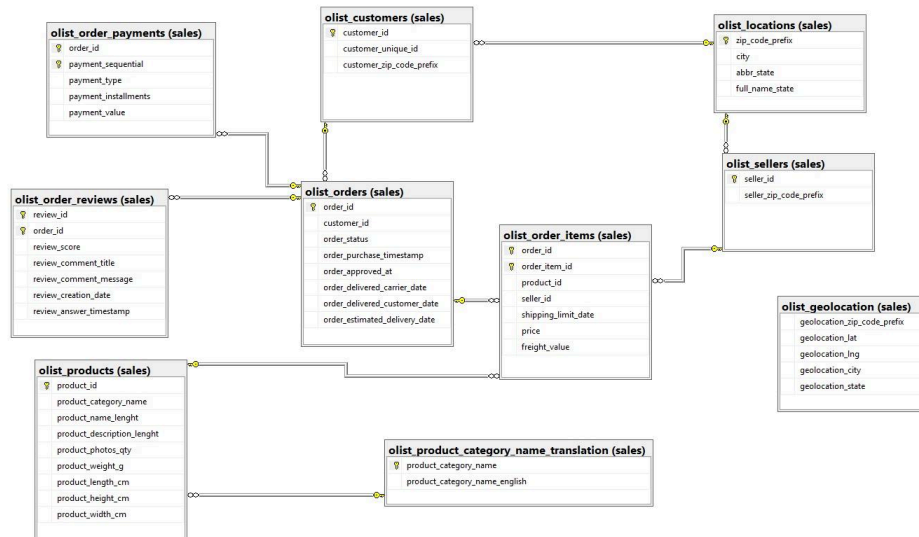 olist_order_payments (sales)
order_id
payment_sequential
payment_type
payment_installments
payment_value
olist_customers (sales)
customer_id
customer_unique_id
customer_zip_code_prefix
olist_locations (sales)
zip_code_prefix
city
abbr_state
full_name_state
olist_sellers (sales)
seller_id
seller_zip_code_prefix
olist_order_reviews (sales)
review_id
order_id
review_score
review_comment_title
review_comment_message
review_creation_date
review_answer_timestamp
olist_orders (sales)
order_id
customer_id
order_status
order_purchase_timestamp
order_approved_at
order_delivered_carrier_date
order_delivered_customer_date
order_estimated_delivery_date
olist_order_items (sales)
order_id
order_item_id
product_id
seller_id
shipping_limit_date
price
freight_value
olist_geolocation (sales)
geolocation_zip_code_prefix
geolocation_lat
geolocation_lng
geolocation_city
geolocation_state
olist_products (sales)
product_id
product_category_name
product_name_lenght
product_description_lenght
product_photos_qty
product_weight_g
product_length_cm
product_height_cm
product_width_cm
olist_product_category_name_translation (sales)
product_category_name
product_category_name_english